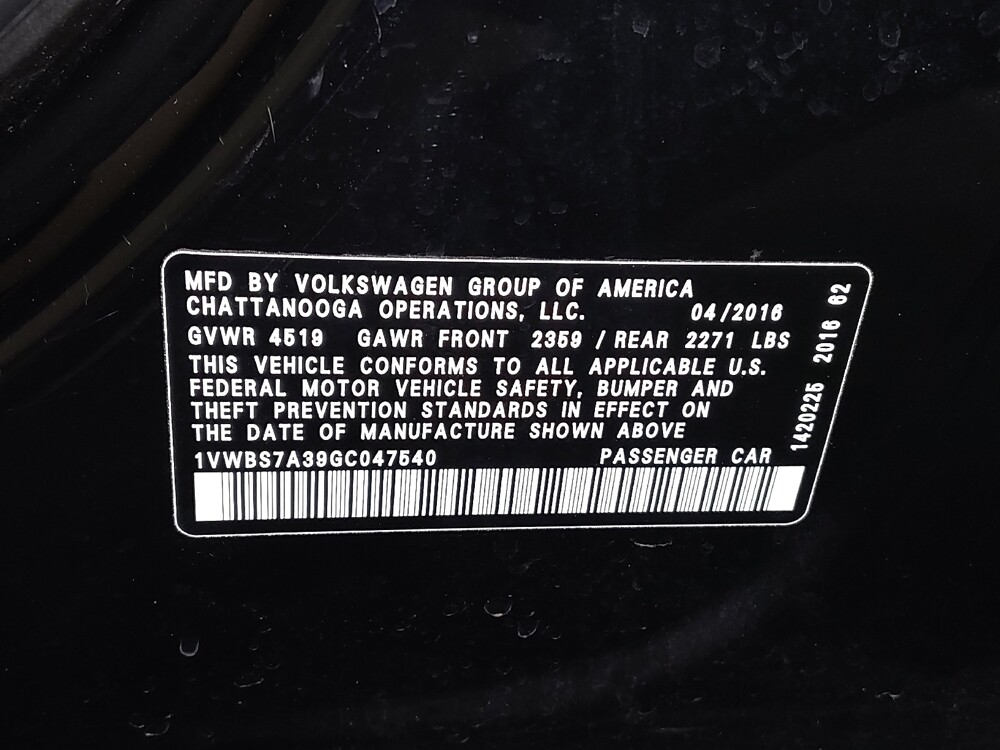 MFD BY VOLKSWAGEN GROUP OF AMERICA
CHATTANOOGA OPERATIONS, LLC. 04/2016
GVWR 4519 GAWR FRONT 2359 / REAR 2271 LBS
THIS VEHICLE CONFORMS TO ALL APPLICABLE U.S.
FEDERAL MOTOR VEHICLE SAFETY, BUMPER AND
THEFT PREVENTION STANDARDS IN EFFECT ON
THE DATE OF MANUFACTURE SHOWN ABOVE
1VWBS7A39GC047540 PASSENGER CAR
1420225 2016 62